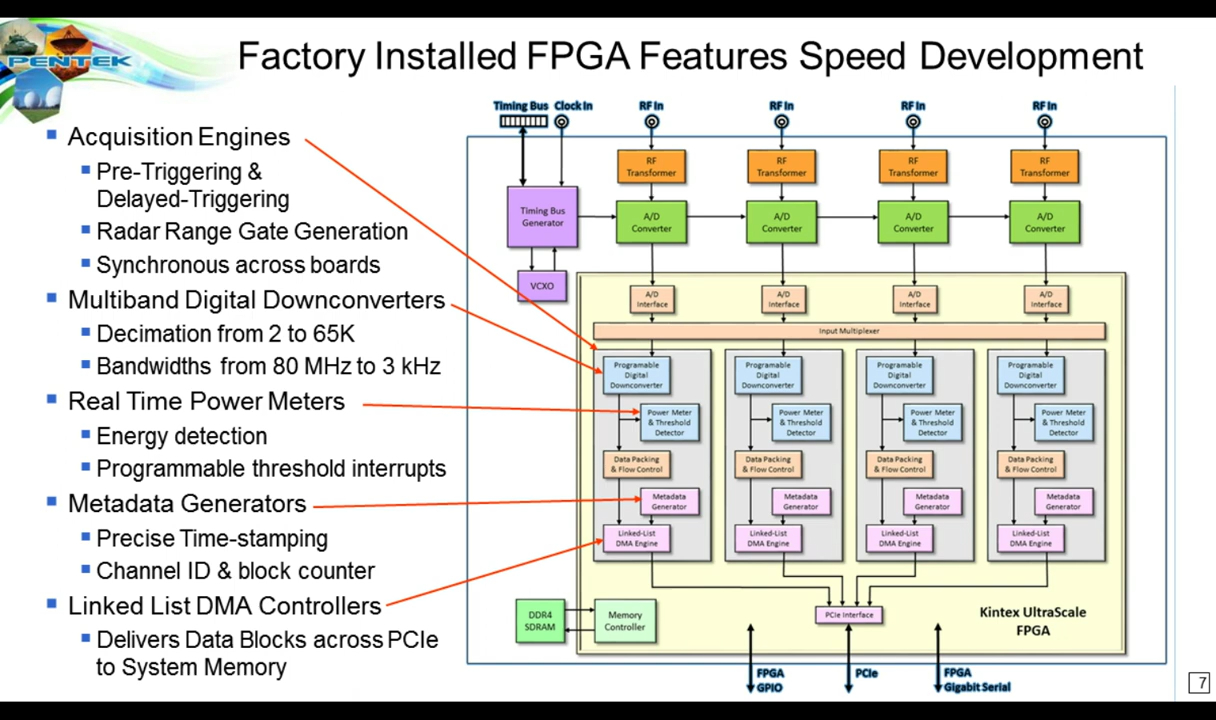 PENTEK
Factory Installed FPGA Features Speed Development
Acquisition Engines
Pre-Triggering &
Delayed-Triggering
Radar Range Gate Generation
Synchronous across boards
Multiband Digital Downconverters
Decimation from 2 to 65K
Bandwidths from 80 MHz to 3 kHz
Real Time Power Meters
Energy detection
Programmable threshold interrupts
Metadata Generators
Precise Time-stamping
Channel ID & block counter
Linked List DMA Controllers
Delivers Data Blocks across PCIe
to System Memory
Timing Bus Clock In RF In RF In RF In RF In
RF RF RF RF
Transformer Transformer Transformer Transformer
Timing Bus
Generator
A/D A/D A/D A/D
Converter Converter Converter Converter
VCXO
A/D A/D A/D A/D
Interface Interface Interface Interface
Input Multiplexer
Programable Programable Programable Programable
Digital Digital Digital Digital
Downconverter Downconverter Downconverter Downconverter
Power Meter Power Meter Power Meter Power Meter
& Threshold & Threshold & Threshold & Threshold
Detector Detector Detector Detector
Data Packing Data Packing Data Packing Data Packing
& Flow Control & Flow Control & Flow Control & Flow Control
Metadata Metadata Metadata Metadata
Generator Generator Generator Generator
Linked-List Linked-List Linked-List Linked-List
DMA Engine DMA Engine DMA Engine DMA Engine
DDR4
SDRAM
Memory
Controller
PCIe Interface
Kintex UltraScale
FPGA
FPGA
GPIO
PCIe
FPGA
Gigabit Serial
7